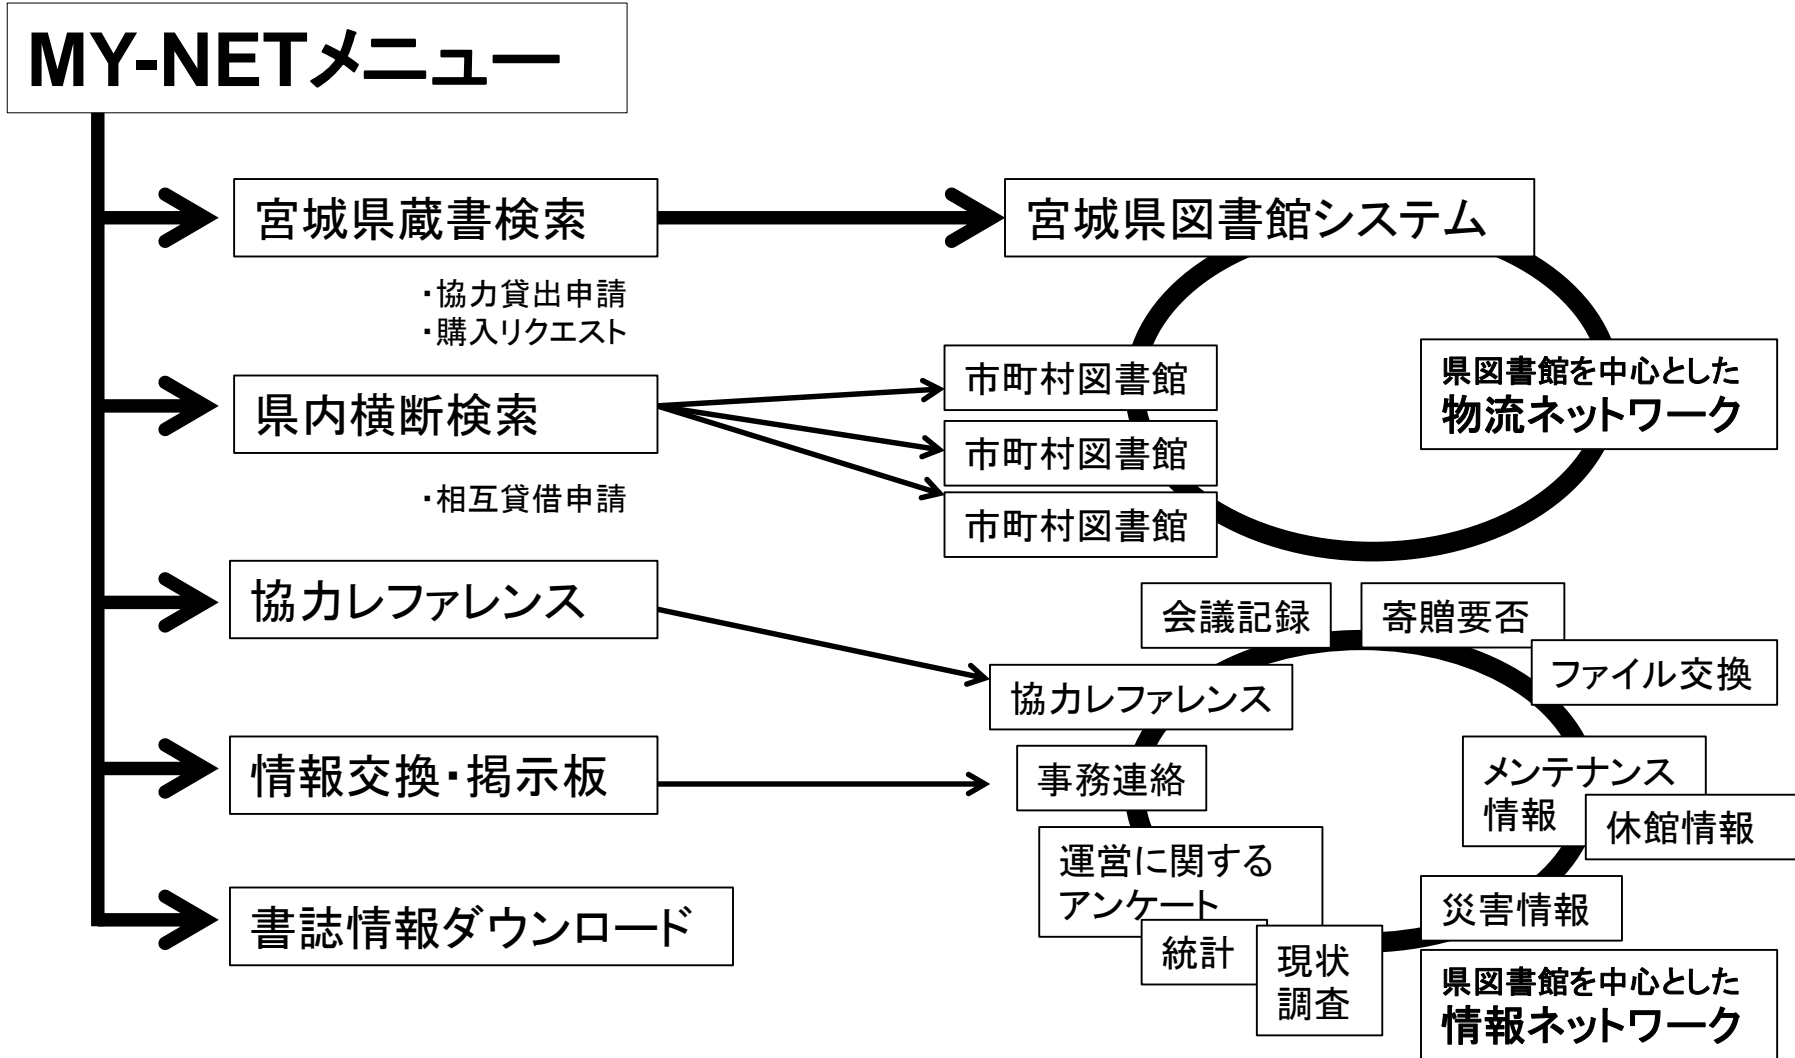 MY-NETメニュー
宮城県蔵書検索
宮城県図書館システム
・協力貸出申請
・購入リクエスト
県内横断検索
市町村図書館
市町村図書館
市町村図書館
県図書館を中心とした
物流ネットワーク
・相互貸借申請
協力レファレンス
会議記録
寄贈要否
ファイル交換
協力レファレンス
情報交換・掲示板
事務連絡
メンテナンス
情報
休館情報
運営に関する
アンケート
統計
現状
調査
災害情報
書誌情報ダウンロード
県図書館を中心とした
情報ネットワーク